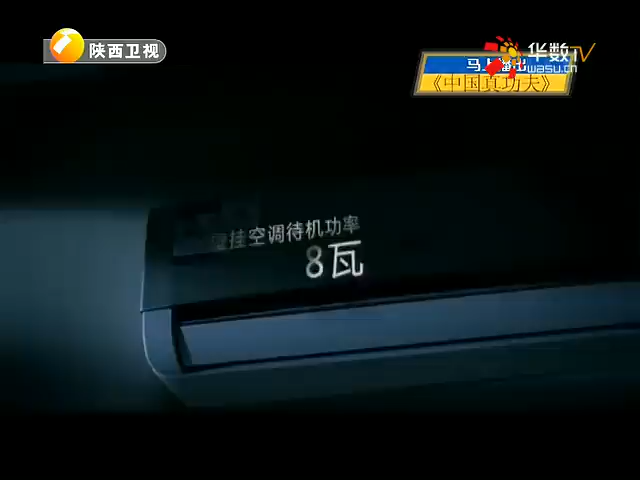 陕西卫视
华数TV
wasu.cn
马上播出
《中国真功夫》
壁挂空调待机功率
8瓦